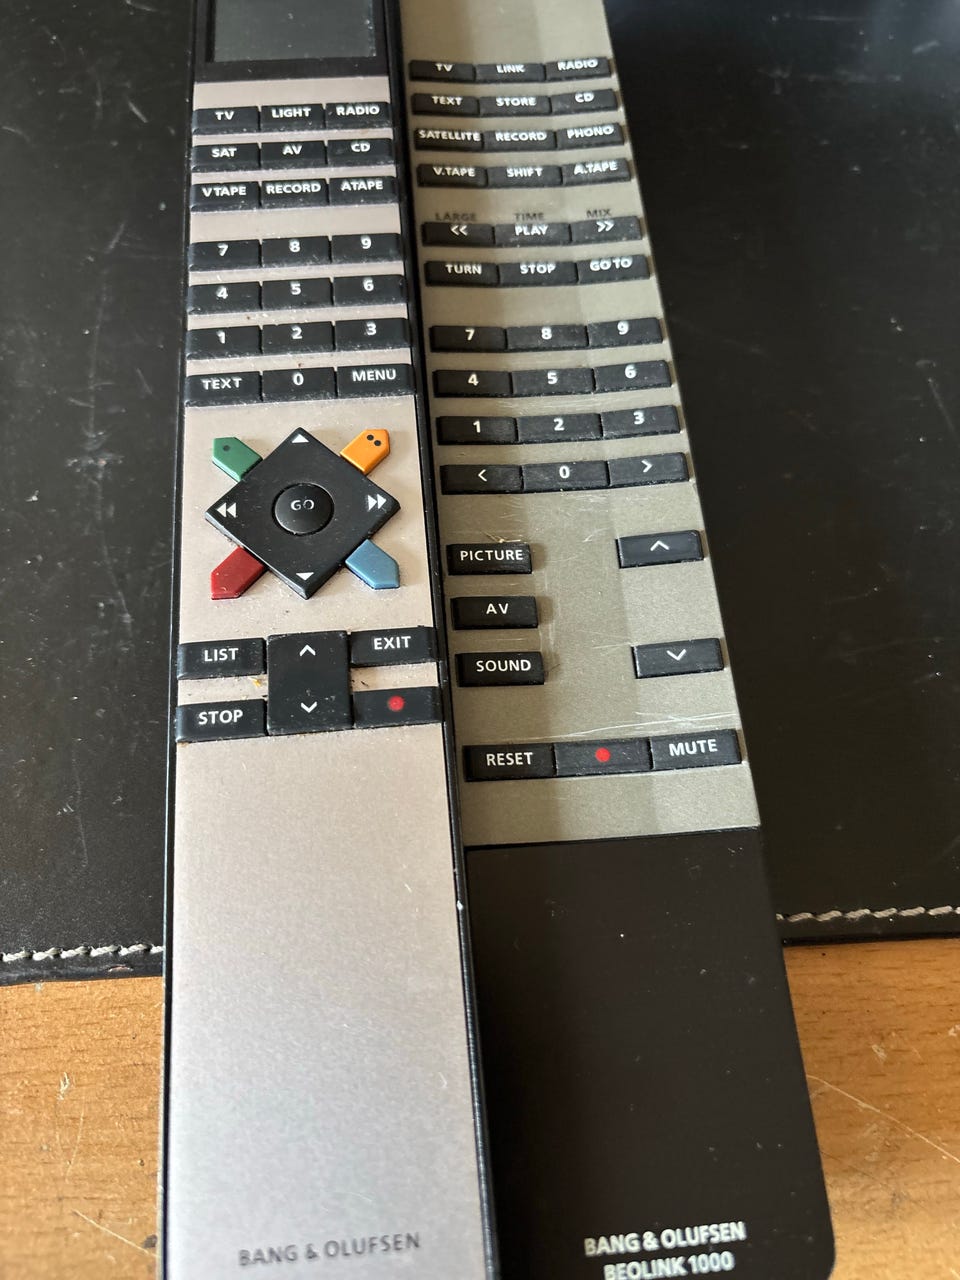 TV LIGHT RADIO
SAT AV CD
V TAPE RECORD A TAPE
7 8 9
4 5 6
1 2 3
TEXT 0 MENU
GO
LIST EXIT
STOP
BANG & OLUFSEN
TV LINK RADIO
TEXT STORE CD
SATELLITE RECORD PHONO
V.TAPE SHIFT A.TAPE
LARGE TIME MIX
<< PLAY >>
TURN STOP GO TO
7 8 9
4 5 6
1 2 3
< 0 >
PICTURE
AV
SOUND
RESET MUTE
BANG & OLUFSEN
BEOLINK 1000